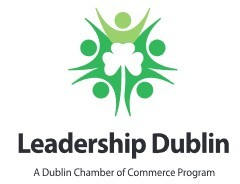 Leadership Dublin
A Dublin Chamber of Commerce Program